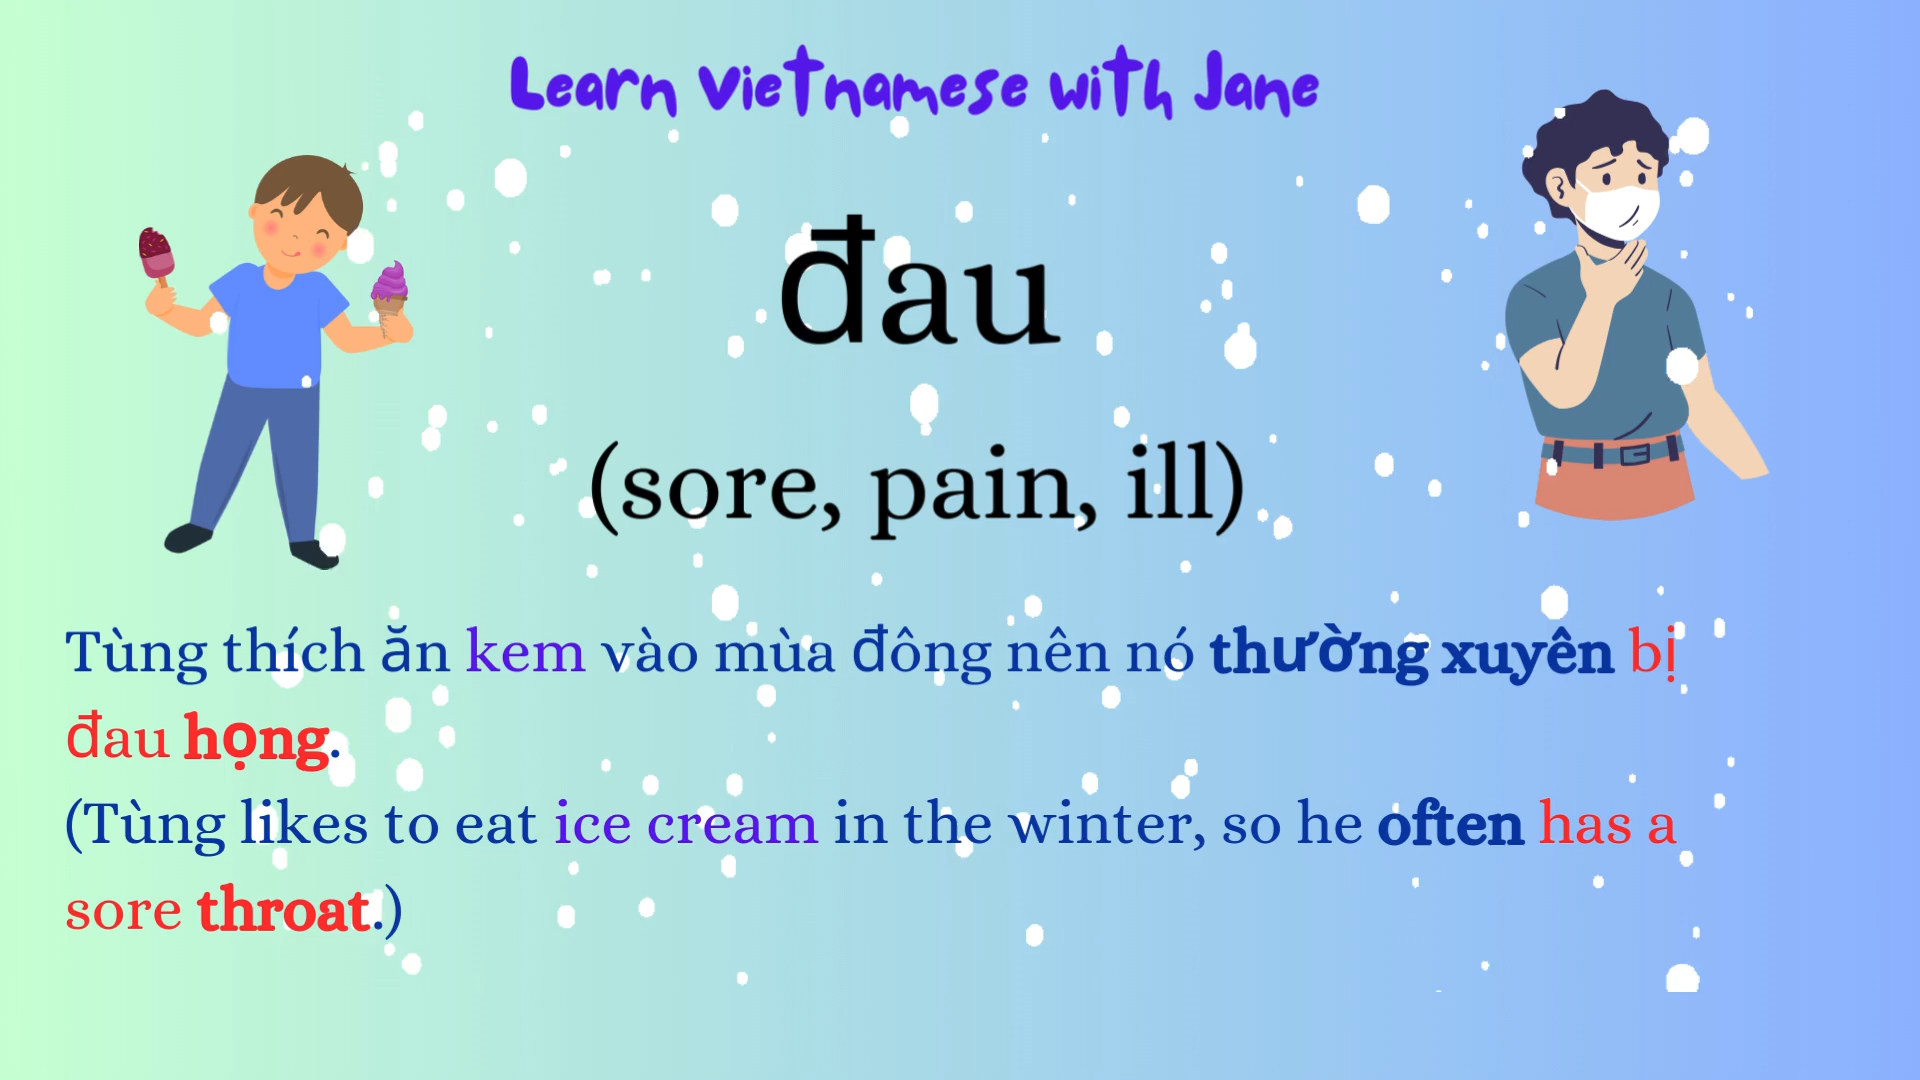 Learn Vietnamese with Jane
đau
(sore, pain, ill)
Tùng thích ăn kem vào mùa đông nên nó thường xuyên bị
đau họng.
(Tùng likes to eat ice cream in the winter, so he often has a
sore throat.)